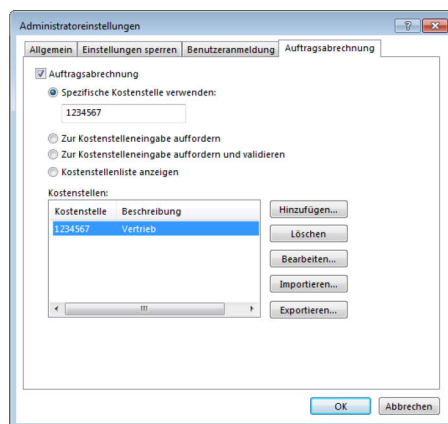 Administratoreinstellungen
Allgemein Einstellungen sperren Benutzeranmeldung Auftragsabrechnung
Auftragsabrechnung
Spezifische Kostenstelle verwenden:
1234567
Zur Kostenstelleneingabe auffordern
Zur Kostenstelleneingabe auffordern und validieren
Kostenstellenliste anzeigen
Kostenstellen:
Kostenstelle Beschreibung
1234567 Vertrieb
Hinzufügen...
Löschen
Bearbeiten...
Importieren...
Exportieren...
OK Abbrechen